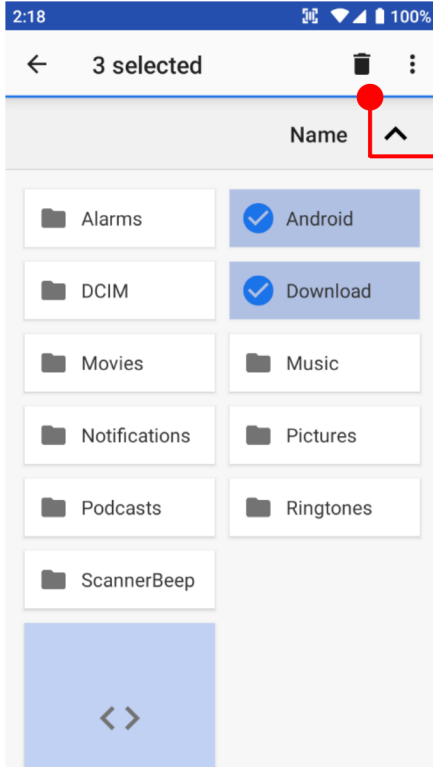 2:18 100%
3 selected
Name
Alarms Android
DCIM Download
Movies Music
Notifications Pictures
Podcasts Ringtones
ScannerBeep